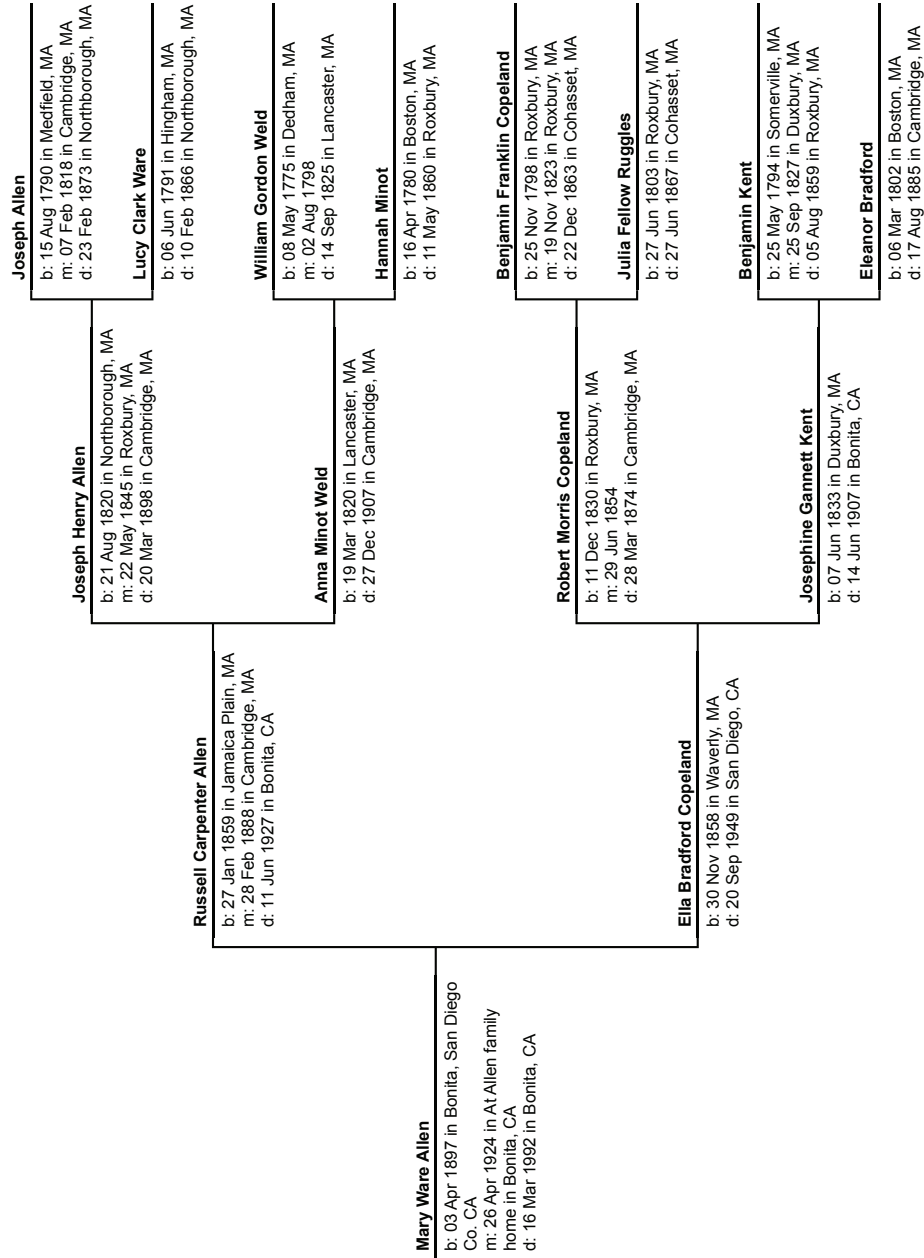 Joseph Allen
b: 15 Aug 1790 in Medfield, MA
m: 07 Feb 1818 in Cambridge, MA
d: 23 Feb 1873 in Northborough, MA
Joseph Henry Allen
b: 21 Aug 1820 in Northborough, MA
m: 22 May 1845 in Roxbury, MA
d: 20 Mar 1898 in Cambridge, MA
Lucy Clark Ware
b: 06 Jun 1791 in Hingham, MA
d: 10 Feb 1866 in Northborough, MA
Russell Carpenter Allen
b: 27 Jan 1859 in Jamaica Plain, MA
m: 28 Feb 1888 in Cambridge, MA
d: 11 Jun 1927 in Bonita, CA
William Gordon Weld
b: 08 May 1775 in Dedham, MA
m: 02 Aug 1798
d: 14 Sep 1825 in Lancaster, MA
Anna Minot Weld
b: 19 Mar 1820 in Lancaster, MA
d: 27 Dec 1907 in Cambridge, MA
Hannah Minot
b: 16 Apr 1780 in Boston, MA
d: 11 May 1860 in Roxbury, MA
Mary Ware Allen
b: 03 Apr 1897 in Bonita, San Diego
Co. CA
m: 26 Apr 1924 in At Allen family
home in Bonita, CA
d: 16 Mar 1992 in Bonita, CA
Benjamin Franklin Copeland
b: 25 Nov 1798 in Roxbury, MA
m: 19 Nov 1823 in Roxbury, MA
d: 22 Dec 1863 in Cohasset, MA
Robert Morris Copeland
b: 11 Dec 1830 in Roxbury, MA
m: 29 Jun 1854
d: 28 Mar 1874 in Cambridge, MA
Julia Fellow Ruggles
b: 27 Jun 1803 in Roxbury, MA
d: 27 Jun 1867 in Cohasset, MA
Ella Bradford Copeland
b: 30 Nov 1858 in Waverly, MA
d: 20 Sep 1949 in San Diego, CA
Benjamin Kent
b: 25 May 1794 in Somerville, MA
m: 25 Sep 1827 in Duxbury, MA
d: 05 Aug 1859 in Roxbury, MA
Josephine Gannett Kent
b: 07 Jun 1833 in Duxbury, MA
d: 14 Jun 1907 in Bonita, CA
Eleanor Bradford
b: 06 Mar 1802 in Boston, MA
d: 17 Aug 1885 in Cambridge, MA